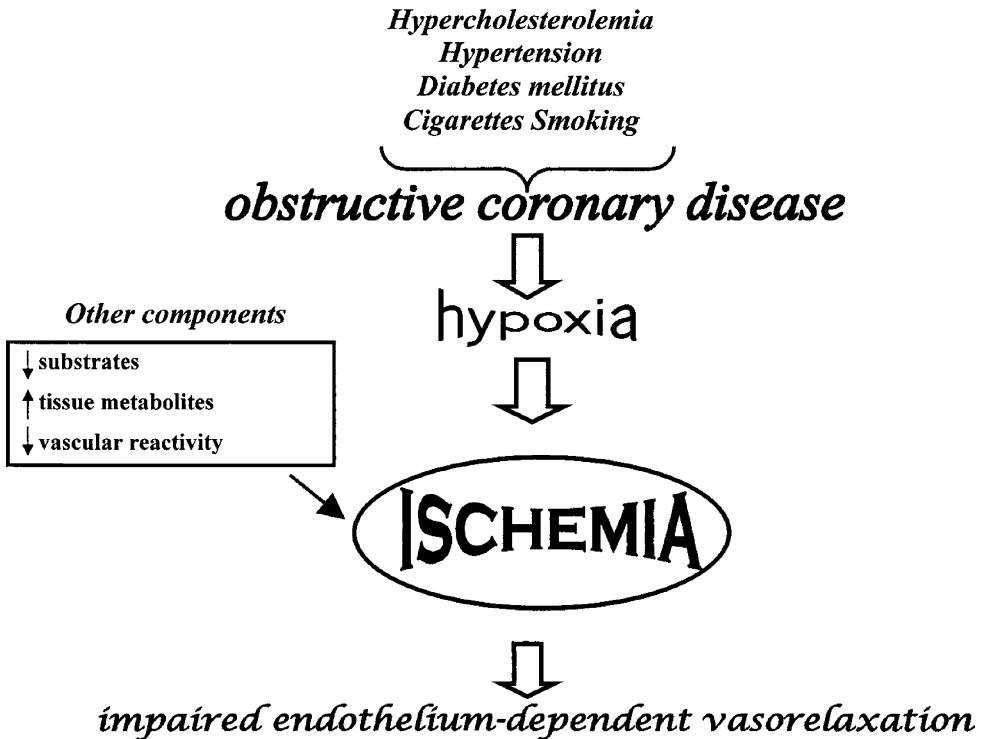 Hypercholesterolemia
Hypertension
Diabetes mellitus
Cigarettes Smoking
obstructive coronary disease
hypoxia
Other components
↓ substrates
↑ tissue metabolites
↓ vascular reactivity
ISCHEMIA
impaired endothelium-dependent vasorelaxation